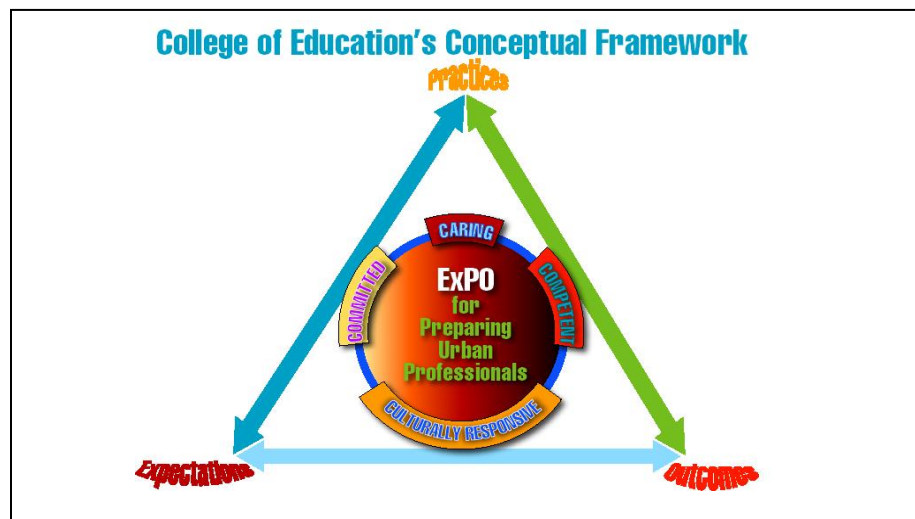 College of Education's Conceptual Framework
Practices
CARING
COMMITTED
COMPETENT
ExPO
for
Preparing
Urban
Professionals
CULTURALLY RESPONSIVE
Expectations
Outcomes